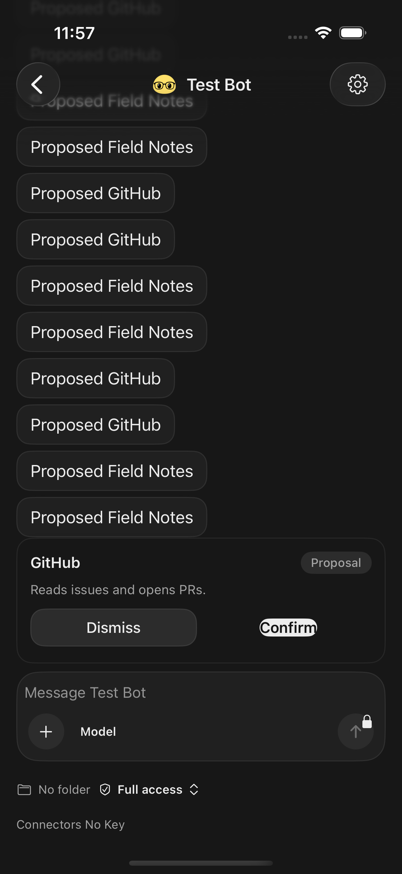 Proposed GitHub
11:57
Proposed GitHub
Test Bot
Proposed Field Notes
Proposed Field Notes
Proposed GitHub
Proposed GitHub
Proposed Field Notes
Proposed Field Notes
Proposed GitHub
Proposed GitHub
Proposed Field Notes
Proposed Field Notes
GitHub
Proposal
Reads issues and opens PRs.
Dismiss
Confirm
Message Test Bot
Model
No folder
Full access
Connectors No Key